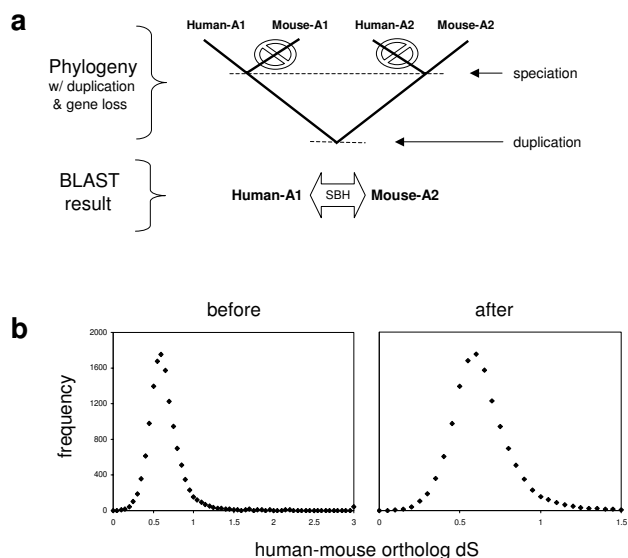 a
Human-A1 Mouse-A1 Human-A2 Mouse-A2
Phylogeny
w/ duplication
& gene loss
speciation
duplication
BLAST
result
Human-A1 SBH Mouse-A2
b
before after
frequency
2000
1600
1200
800
400
0
0 0.5 1 1.5 2 2.5 3
0 0.5 1 1.5
human-mouse ortholog dS